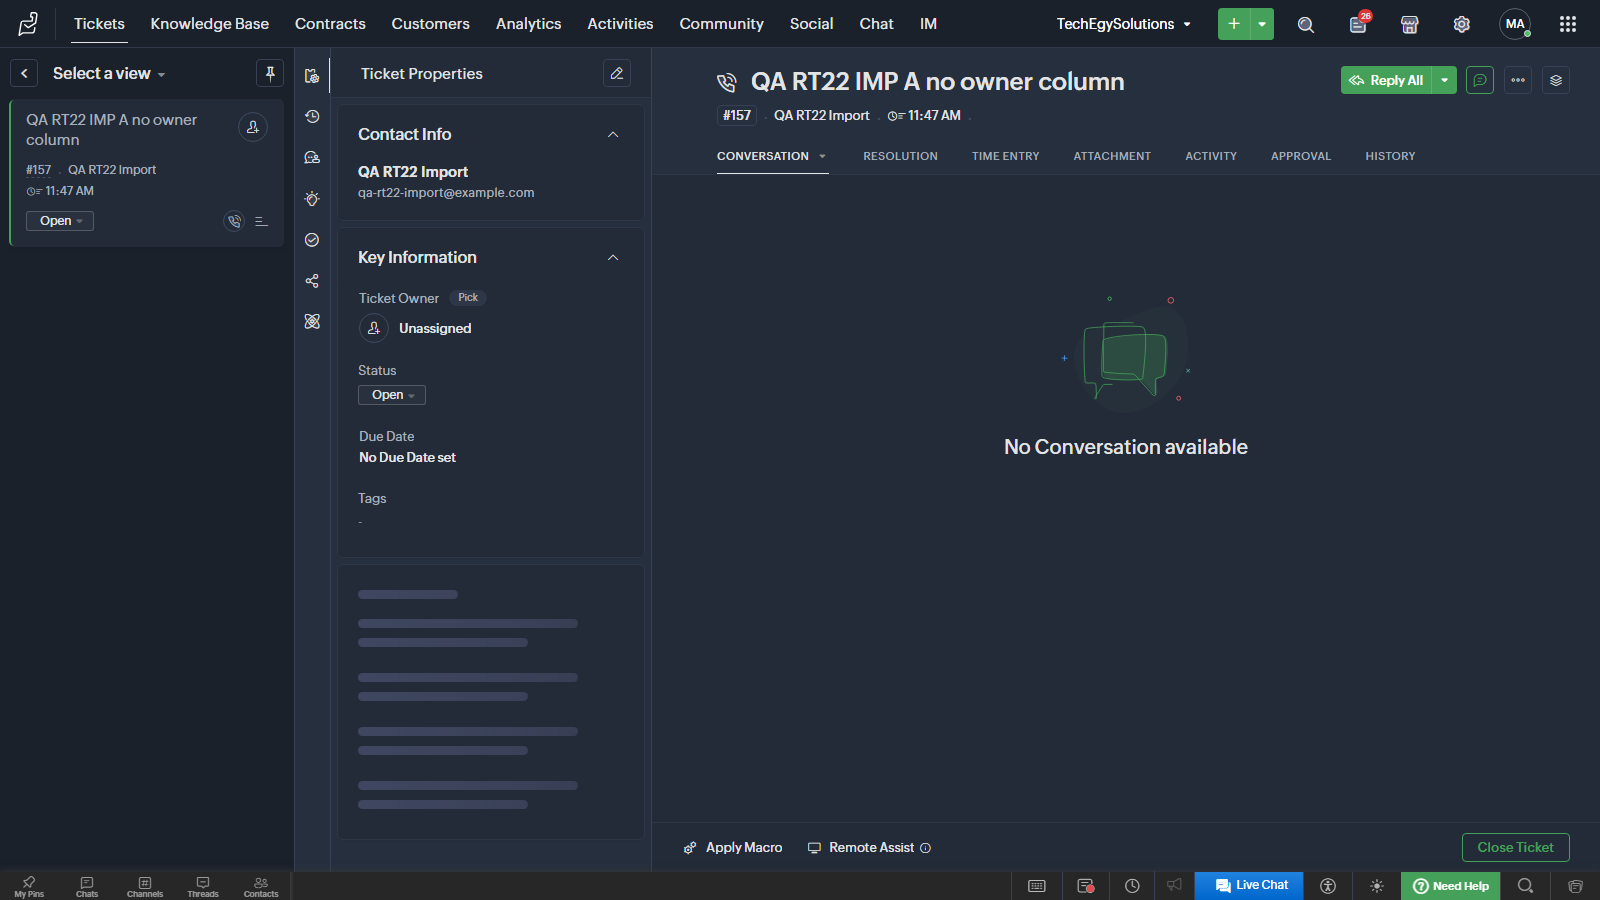 Tickets
Knowledge Base
Contracts
Customers
Analytics
Activities
Community
Social
Chat
IM
TechEgySolutions
26
MA
Select a view
QA RT22 IMP A no owner
column
#157 . QA RT22 Import
11:47 AM
Open
Ticket Properties
Contact Info
QA RT22 Import
qa-rt22-import@example.com
Key Information
Ticket Owner Pick
Unassigned
Status
Open
Due Date
No Due Date set
Tags
-
QA RT22 IMP A no owner column
#157 . QA RT22 Import . 11:47 AM .
Reply All
CONVERSATION
RESOLUTION
TIME ENTRY
ATTACHMENT
ACTIVITY
APPROVAL
HISTORY
No Conversation available
Apply Macro
Remote Assist
Close Ticket
My Pins
Chats
Channels
Threads
Contacts
Live Chat
Need Help